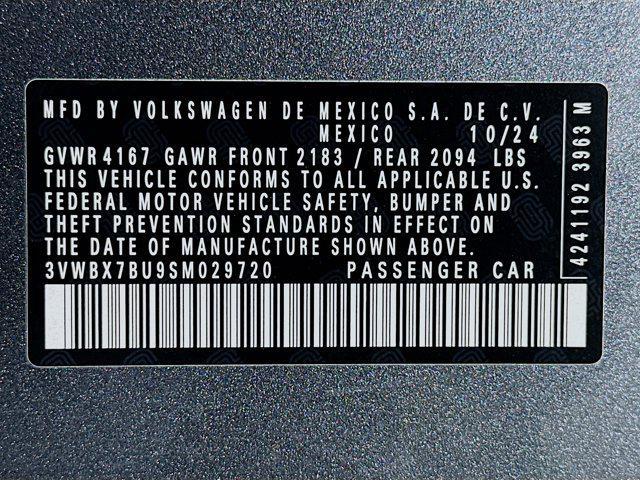 MFD BY VOLKSWAGEN DE MEXICO S.A. DE C.V.
MEXICO 10/24
GVWR 4167 GAWR FRONT 2183 / REAR 2094 LBS
THIS VEHICLE CONFORMS TO ALL APPLICABLE U.S.
FEDERAL MOTOR VEHICLE SAFETY, BUMPER AND
THEFT PREVENTION STANDARDS IN EFFECT ON
THE DATE OF MANUFACTURE SHOWN ABOVE.
3VWBX7BU9SM029720 PASSENGER CAR
4241192 3963 M